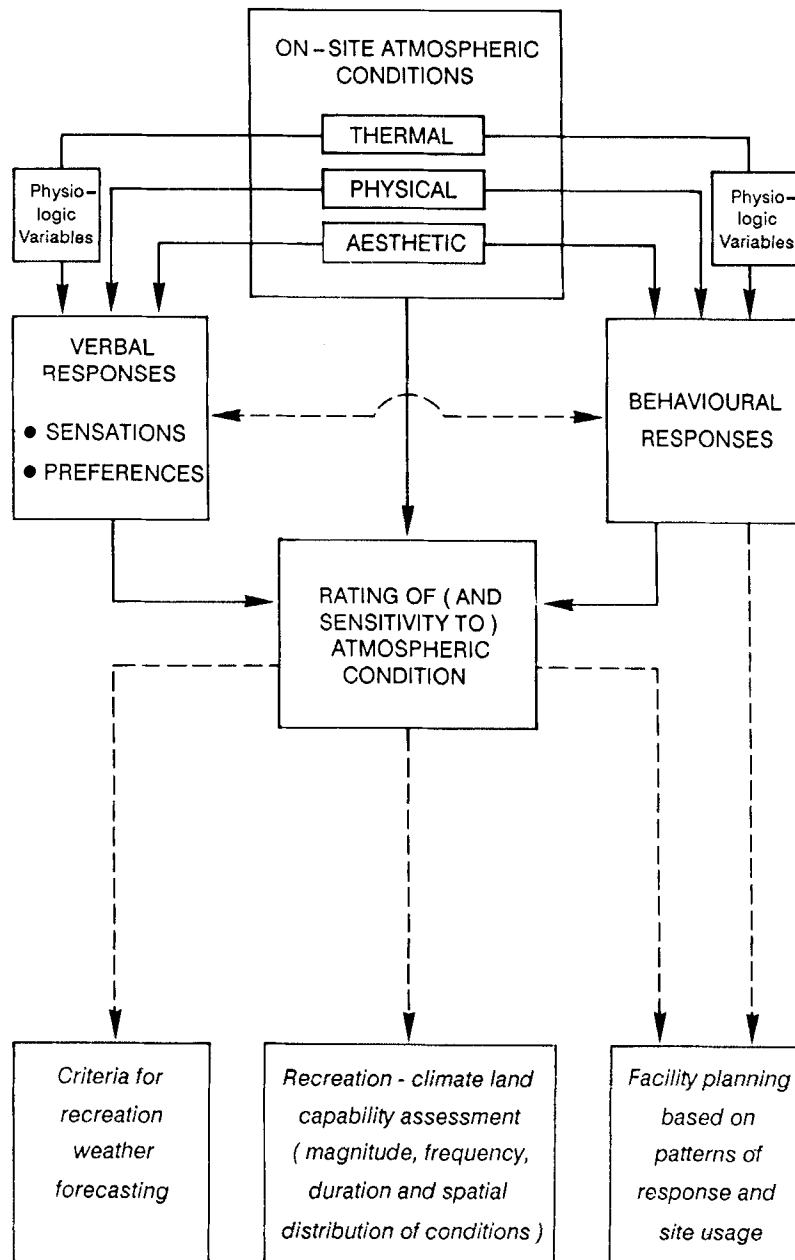 ON-SITE ATMOSPHERIC
CONDITIONS
THERMAL
PHYSICAL
AESTHETIC
Physio-
logic
Variables
Physio-
logic
Variables
VERBAL
RESPONSES
● SENSATIONS
● PREFERENCES
BEHAVIOURAL
RESPONSES
RATING OF ( AND
SENSITIVITY TO )
ATMOSPHERIC
CONDITION
Criteria for
recreation
weather
forecasting
Recreation - climate land
capability assessment
( magnitude, frequency,
duration and spatial
distribution of conditions )
Facility planning
based on
patterns of
response and
site usage